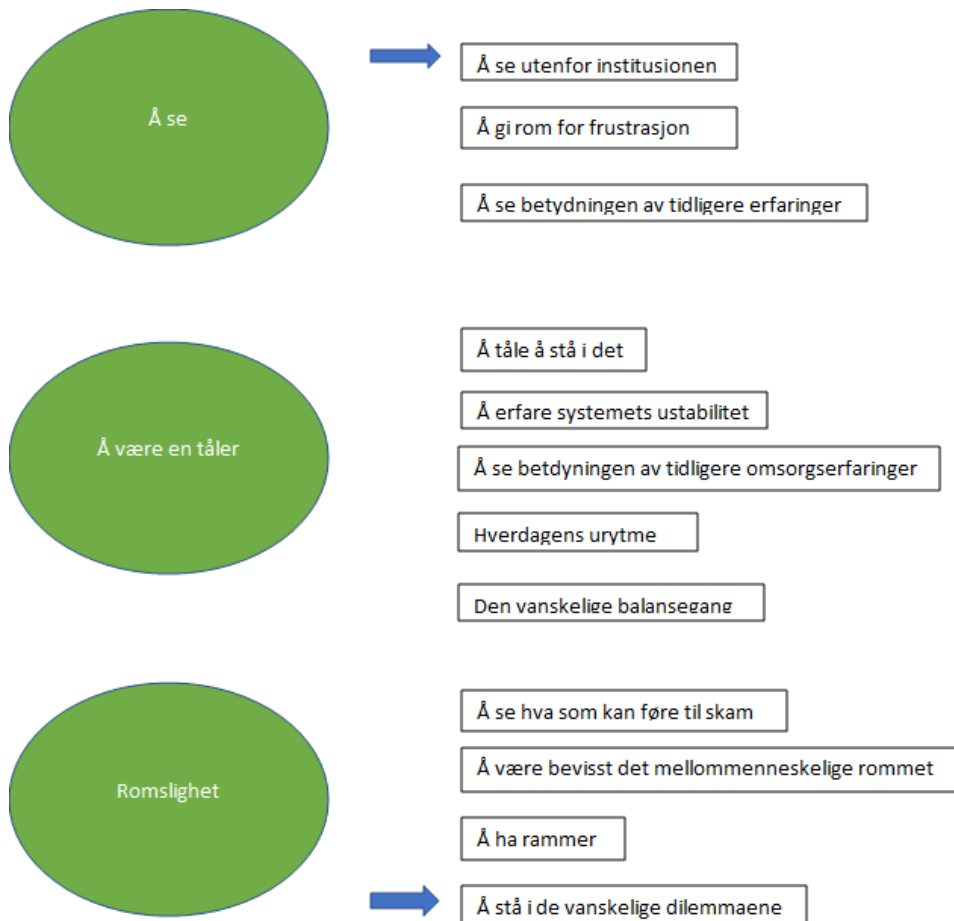 Å se
Å se utenfor institusionen
Å gi rom for frustrasjon
Å se betydningen av tidligere erfaringer
Å være en tåler
Å tåle å stå i det
Å erfare systemets ustabilitet
Å se betdyningen av tidligere omsorgserfaringer
Hverdagens urytme
Den vanskelige balansegang
Romslighet
Å se hva som kan føre til skam
Å være bevisst det mellommenneskelige rommet
Å ha rammer
Å stå i de vanskelige dilemmaene